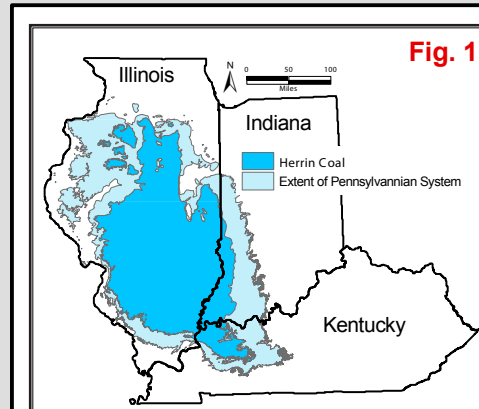 Fig. 1
N
0 50 100
Miles
Illinois
Indiana
Herrin Coal
Extent of Pennsylvannian System
Kentucky